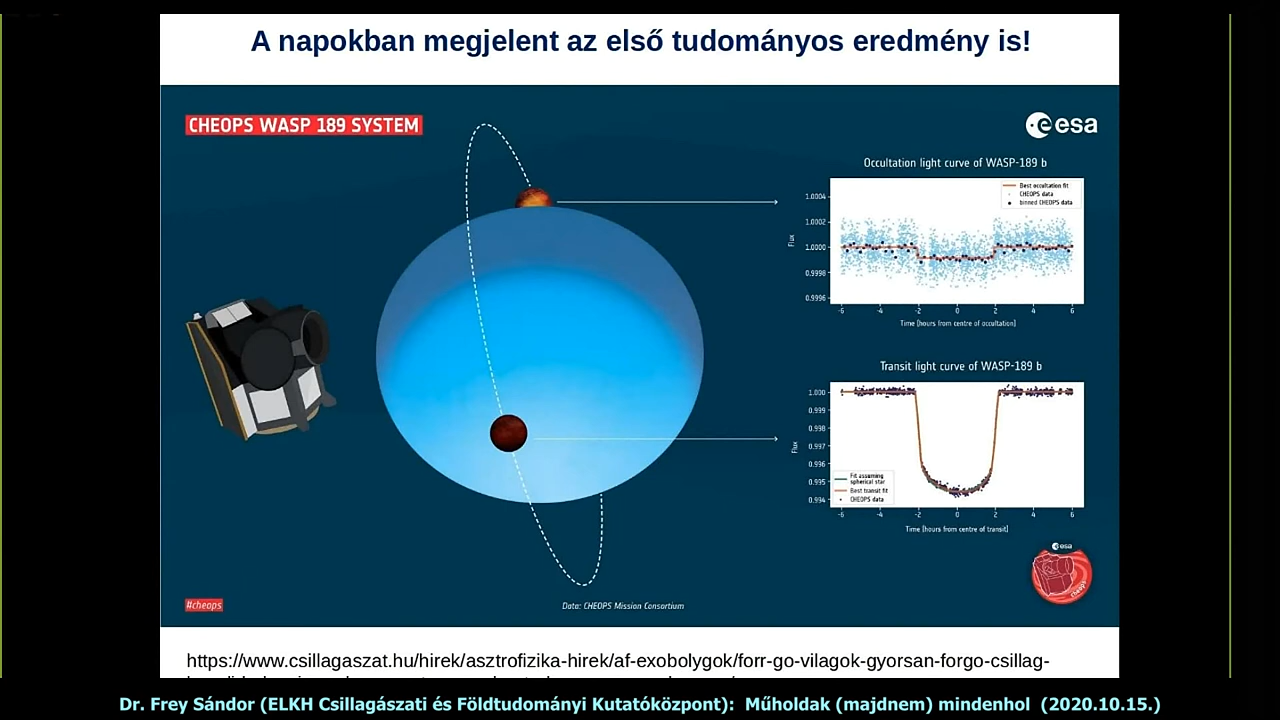 A napokban megjelent az első tudományos eredmény is!
CHEOPS WASP 189 SYSTEM
esa
Occultation light curve of WASP-189 b
Best occultation fit
CHEOPS data
binned CHEOPS data
1.0004
1.0002
1.0000
0.9998
0.9996
Flux
-6 -4 -2 0 2 4 6
Time [hours from centre of occultation]
Transit light curve of WASP-189 b
1.000
0.999
0.998
0.997
0.996
0.995
0.994
Flux
Fit assuming
spherical star
Best transit fit
CHEOPS data
-6 -4 -2 0 2 4 6
Time [hours from centre of transit]
esa
cheops
#cheops
Data: CHEOPS Mission Consortium
https://www.csillagaszat.hu/hirek/asztrofizika-hirek/af-exobolygok/forr-go-vilagok-gyorsan-forgo-csillag-
Dr. Frey Sándor (ELKH Csillagászati és Földtudományi Kutatóközpont): Műholdak (majdnem) mindenhol (2020.10.15.)